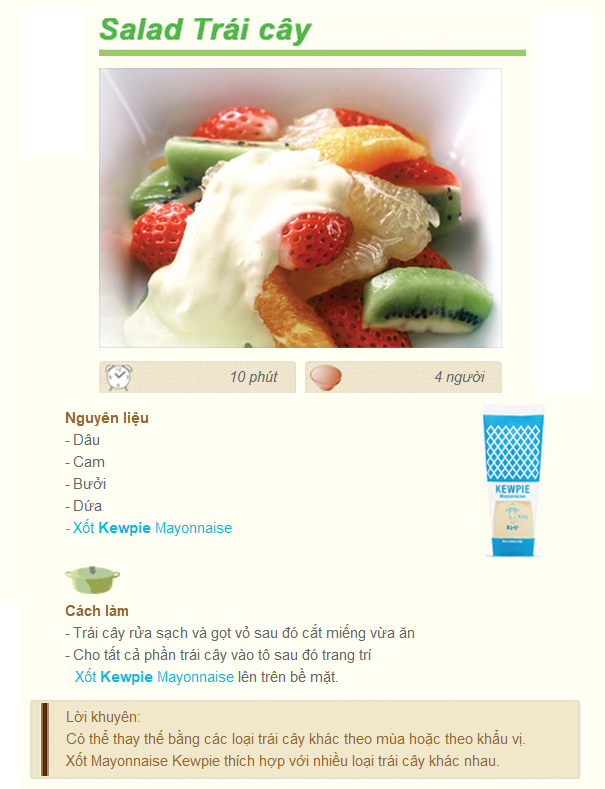 Salad Trái cây
10 phút
4 người
Nguyên liệu
- Dâu
- Cam
- Bưởi
- Dứa
- Xốt Kewpie Mayonnaise
KEWPIE
Mayonnaise
Cách làm
- Trái cây rửa sạch và gọt vỏ sau đó cắt miếng vừa ăn
- Cho tất cả phần trái cây vào tô sau đó trang trí
Xốt Kewpie Mayonnaise lên trên bề mặt.
Lời khuyên:
Có thể thay thế bằng các loại trái cây khác theo mùa hoặc theo khẩu vị.
Xốt Mayonnaise Kewpie thích hợp với nhiều loại trái cây khác nhau.